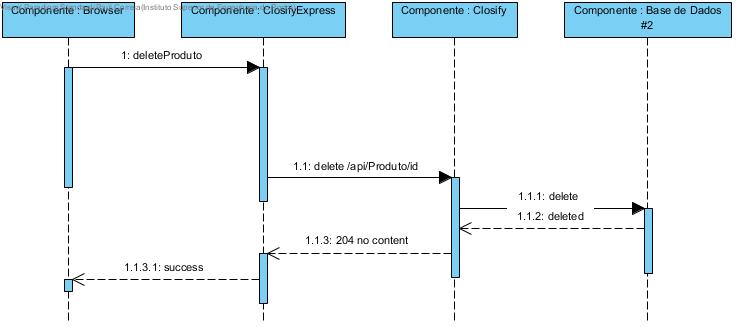 Componente : Browser
Componente : ClosifyExpress
Componente : Closify
Componente : Base de Dados
#2
1: deleteProduto
1.1: delete /api/Produto/id
1.1.1: delete
1.1.2: deleted
1.1.3: 204 no content
1.1.3.1: success